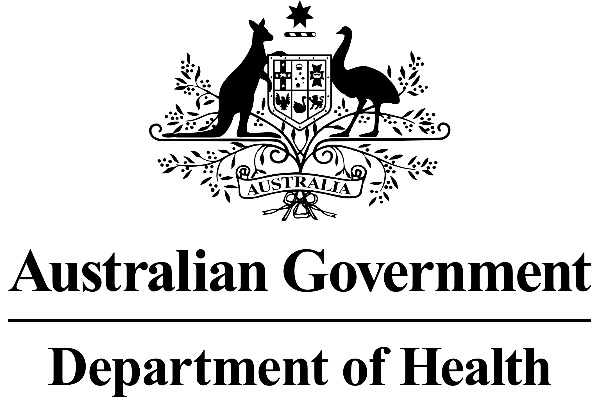 AUSTRALIA
Australian Government
Department of Health